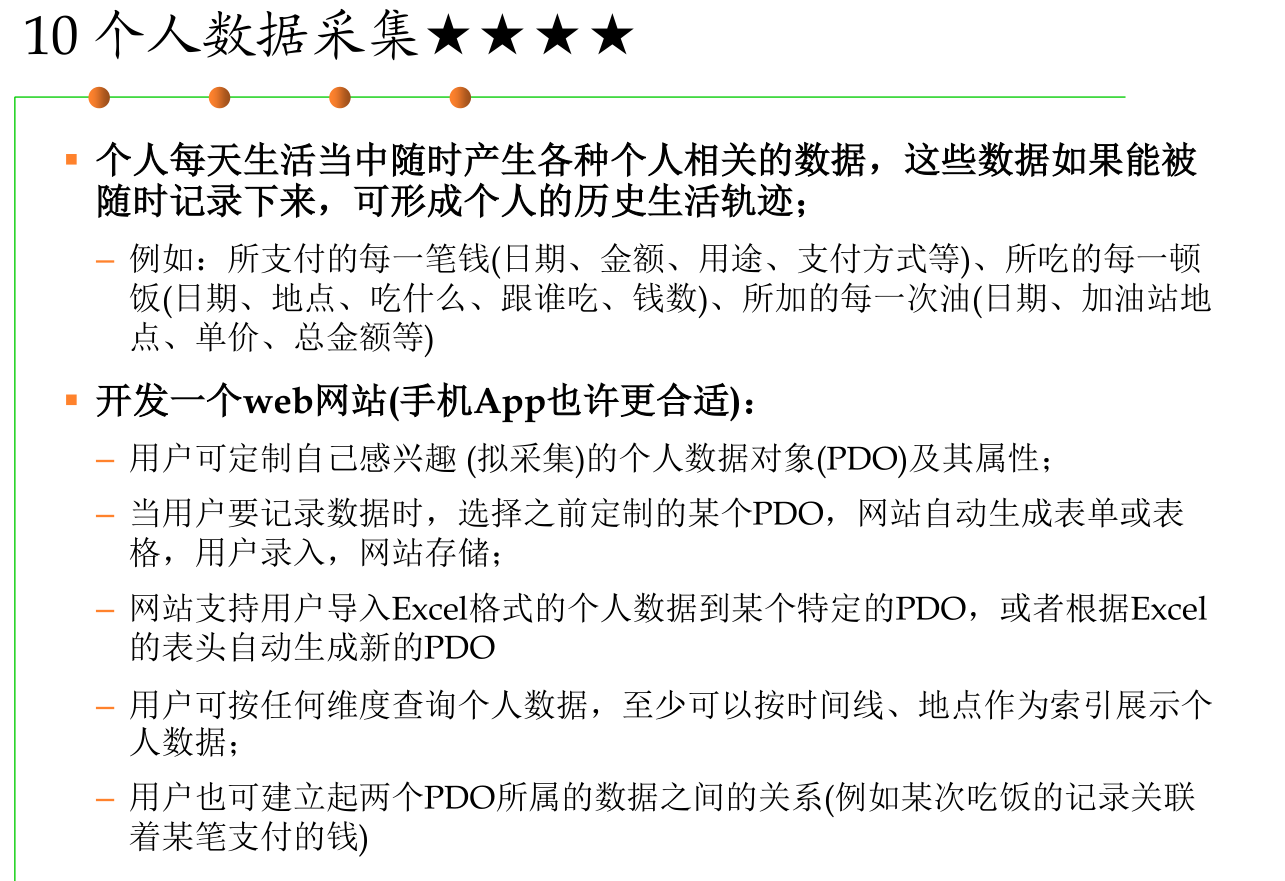 10 个人数据采集★★★★
▪ 个人每天生活当中随时产生各种个人相关的数据，这些数据如果能被
随时记录下来，可形成个人的历史生活轨迹；
– 例如：所支付的每一笔钱(日期、金额、用途、支付方式等)、所吃的每一顿
饭(日期、地点、吃什么、跟谁吃、钱数)、所加的每一次油(日期、加油站地
点、单价、总金额等)
▪ 开发一个web网站(手机App也许更合适)：
– 用户可定制自己感兴趣 (拟采集)的个人数据对象(PDO)及其属性；
– 当用户要记录数据时，选择之前定制的某个PDO，网站自动生成表单或表
格，用户录入，网站存储；
– 网站支持用户导入Excel格式的个人数据到某个特定的PDO，或者根据Excel
的表头自动生成新的PDO
– 用户可按任何维度查询个人数据，至少可以按时间线、地点作为索引展示个
人数据；
– 用户也可建立起两个PDO所属的数据之间的关系(例如某次吃饭的记录关联
着某笔支付的钱)